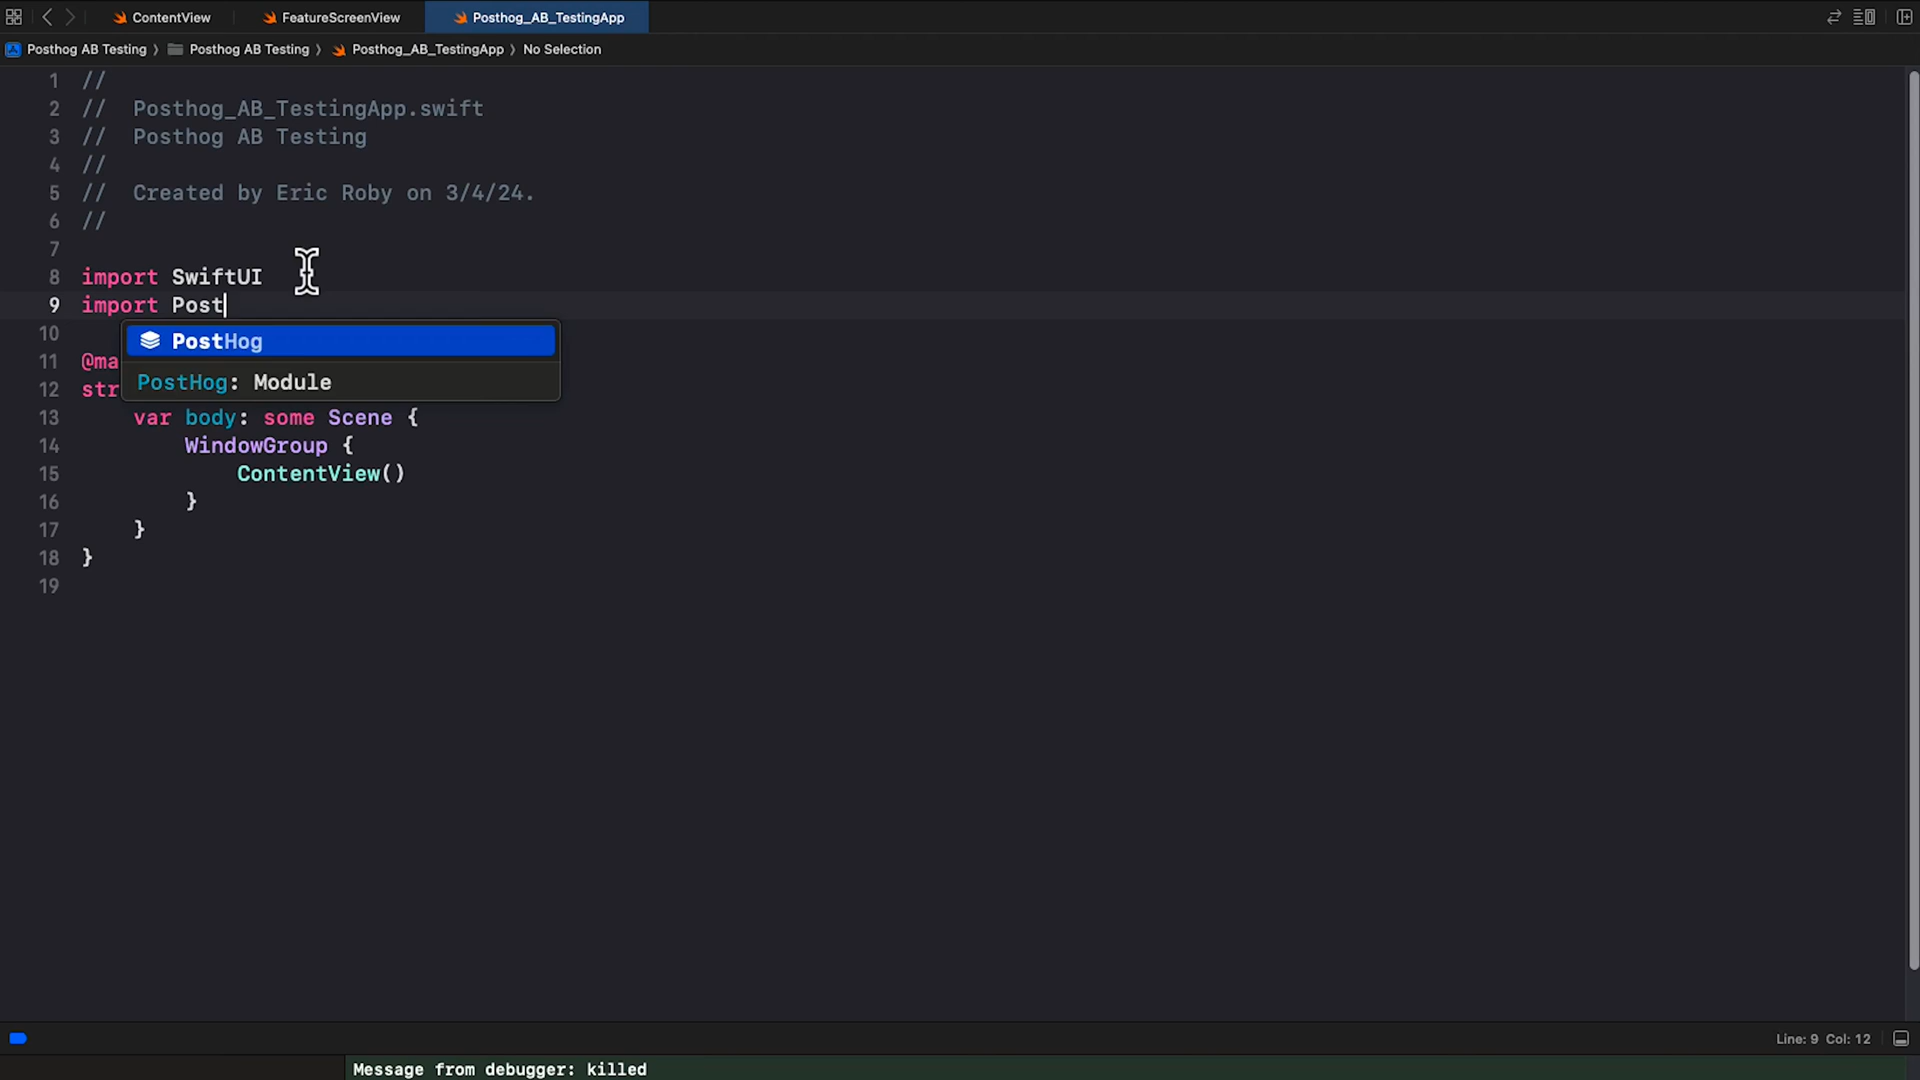 ContentView
FeatureScreenView
Posthog_AB_TestingApp
Posthog AB Testing 〉 Posthog AB Testing 〉 Posthog_AB_TestingApp 〉 No Selection
1 //
2 //  Posthog_AB_TestingApp.swift
3 //  Posthog AB Testing
4 //
5 //  Created by Eric Roby on 3/4/24.
6 //
7
8 import SwiftUI
9 import Post
10
PostHog
11 @ma
PostHog: Module
12 str
13     var body: some Scene {
14         WindowGroup {
15             ContentView()
16         }
17     }
18 }
19
Line: 9 Col: 12
Message from debugger: killed